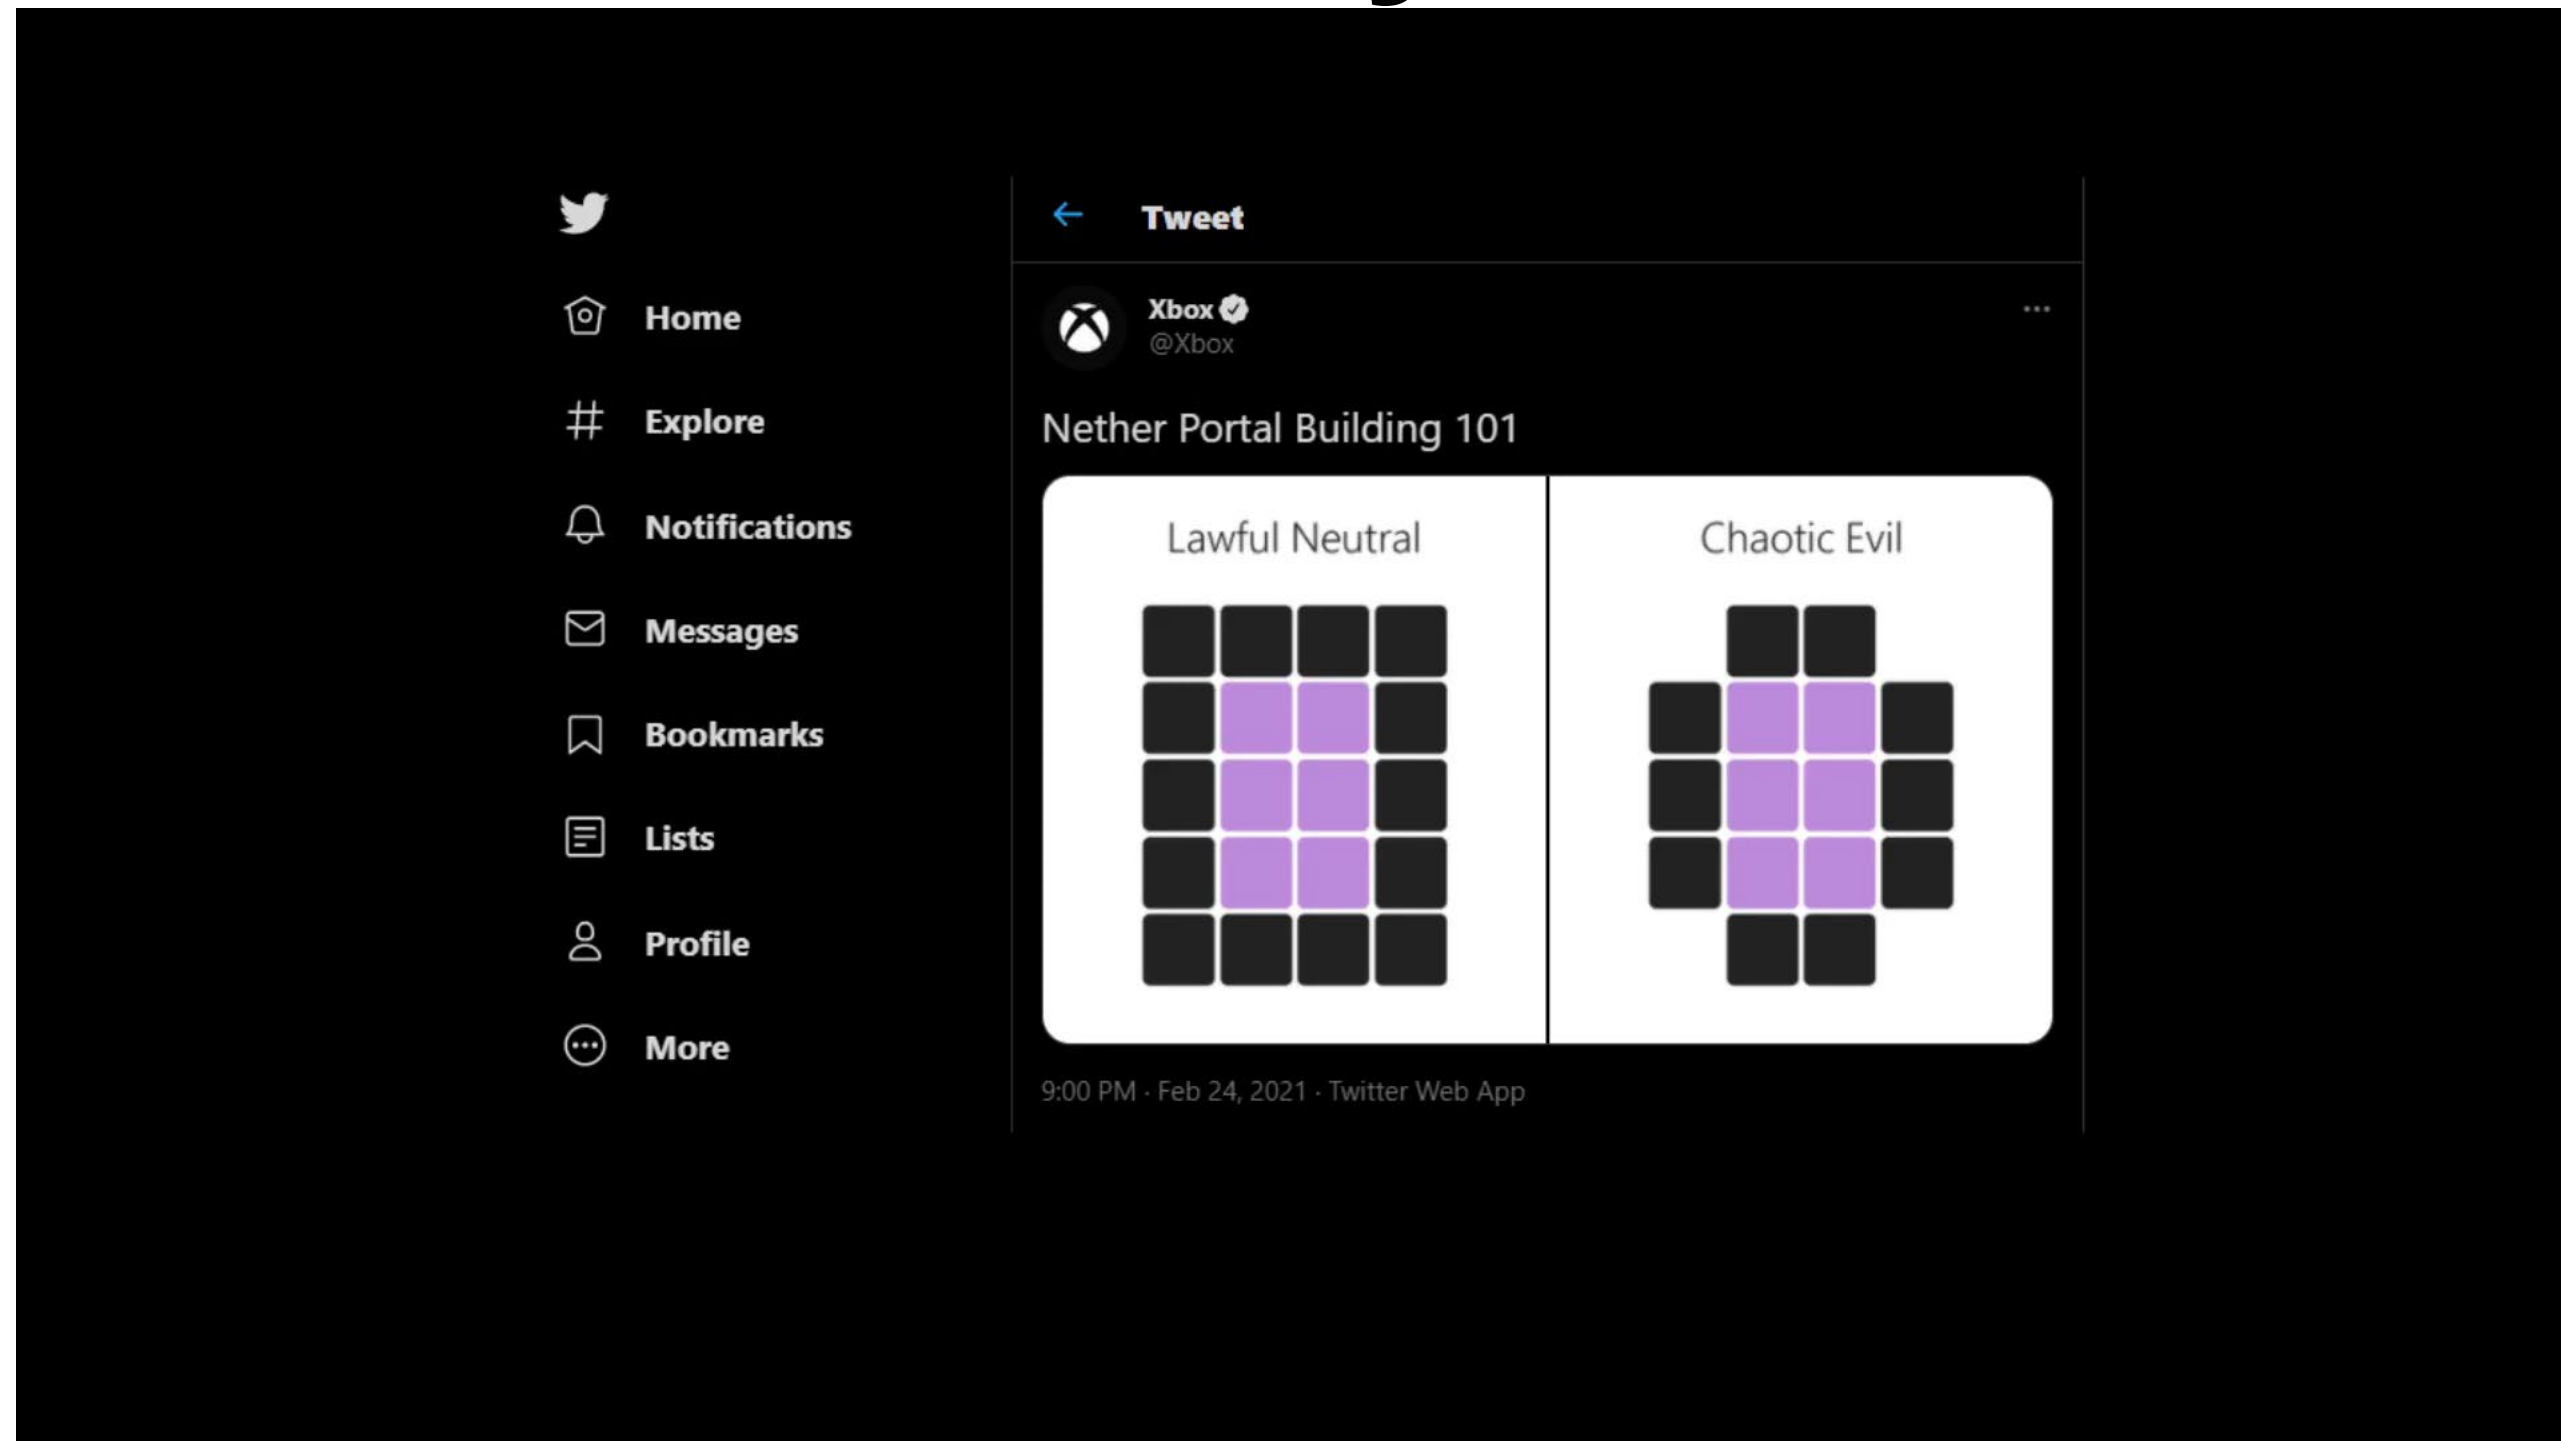 Home
Explore
Notifications
Messages
Bookmarks
Lists
Profile
More
Tweet
Xbox
@Xbox
Nether Portal Building 101
Lawful Neutral
Chaotic Evil
9:00 PM · Feb 24, 2021 · Twitter Web App